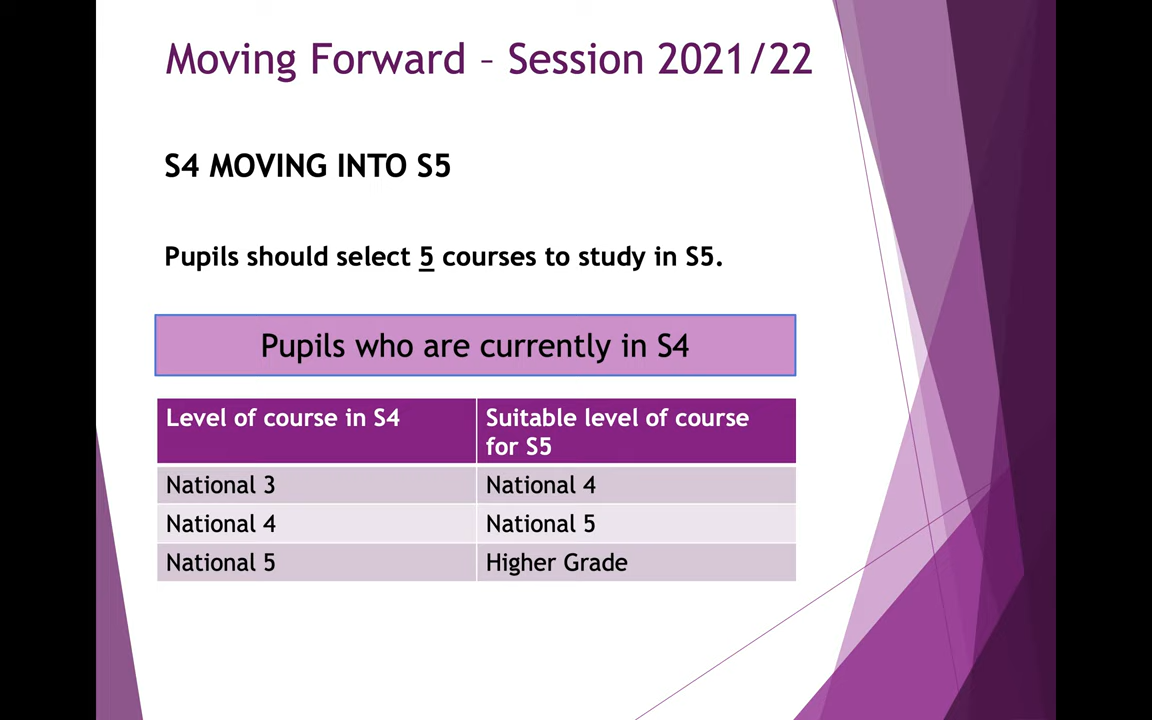 Moving Forward – Session 2021/22
S4 MOVING INTO S5
Pupils should select 5 courses to study in S5.
Pupils who are currently in S4
Level of course in S4
Suitable level of course
for S5
National 3
National 4
National 4
National 5
National 5
Higher Grade